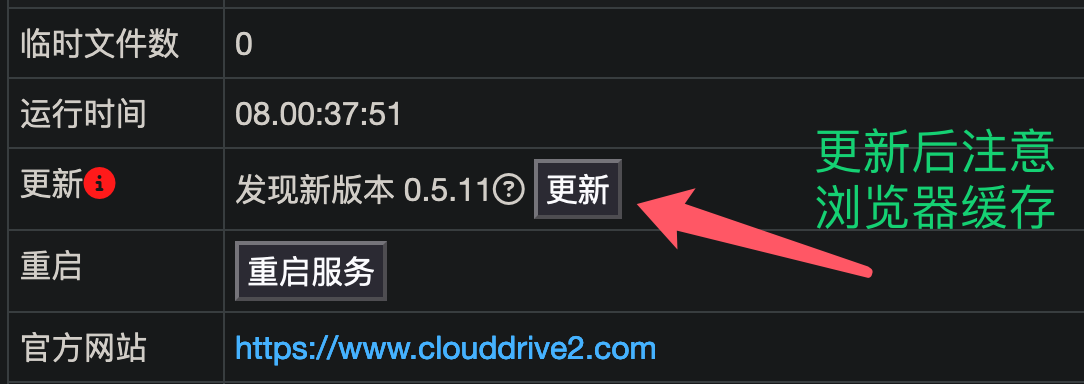 临时文件数 0
运行时间 08.00:37:51
更新 发现新版本 0.5.11 更新
更新后注意
浏览器缓存
重启 重启服务
官方网站 https://www.clouddrive2.com